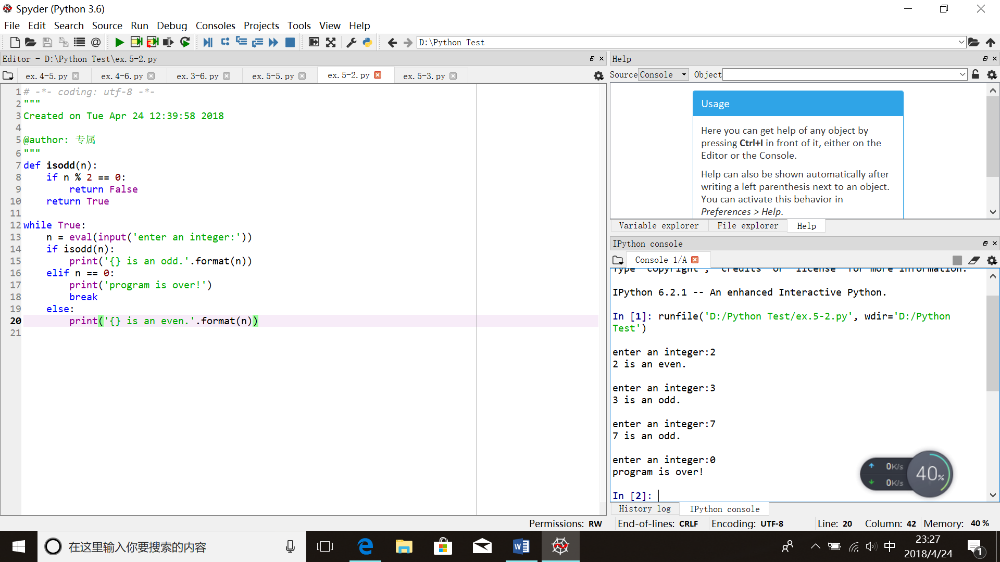 Spyder (Python 3.6)
File Edit Search Source Run Debug Consoles Projects Tools View Help
D:\Python Test
Editor - D:\Python Test\ex.5-2.py
ex.4-5.py ex.4-6.py ex.3-6.py ex.5-5.py ex.5-2.py ex.5-3.py
1 # -*- coding: utf-8 -*-
2 """
3 Created on Tue Apr 24 12:39:58 2018
4
5 @author: 专属
6 """
7 def isodd(n):
8     if n % 2 == 0:
9         return False
10     return True
11
12 while True:
13     n = eval(input('enter an integer:'))
14     if isodd(n):
15         print('{} is an odd.'.format(n))
16     elif n == 0:
17         print('program is over!')
18         break
19     else:
20         print('{} is an even.'.format(n))
21
Help
Source Console Object
Usage
Here you can get help of any object by
pressing Ctrl+I in front of it, either on the
Editor or the Console.
Help can also be shown automatically after
writing a left parenthesis next to an object.
You can activate this behavior in
Preferences > Help.
Variable explorer File explorer Help
IPython console
Console 1/A
Type "copyright", "credits" or "license" for more information.
IPython 6.2.1 -- An enhanced Interactive Python.
In [1]: runfile('D:/Python Test/ex.5-2.py', wdir='D:/Python
Test')
enter an integer:2
2 is an even.
enter an integer:3
3 is an odd.
enter an integer:7
7 is an odd.
enter an integer:0
program is over!
In [2]:
0K/s
0K/s
40%
History log IPython console
Permissions: RW End-of-lines: CRLF Encoding: UTF-8 Line: 20 Column: 42 Memory: 40 %
在这里输入你要搜索的内容
中
23:27
2018/4/24
1